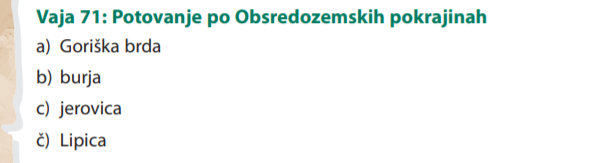 Vaja 71: Potovanje po Obsredozemskih pokrajinah
a) Goriška brda
b) burja
c) jerovica
č) Lipica